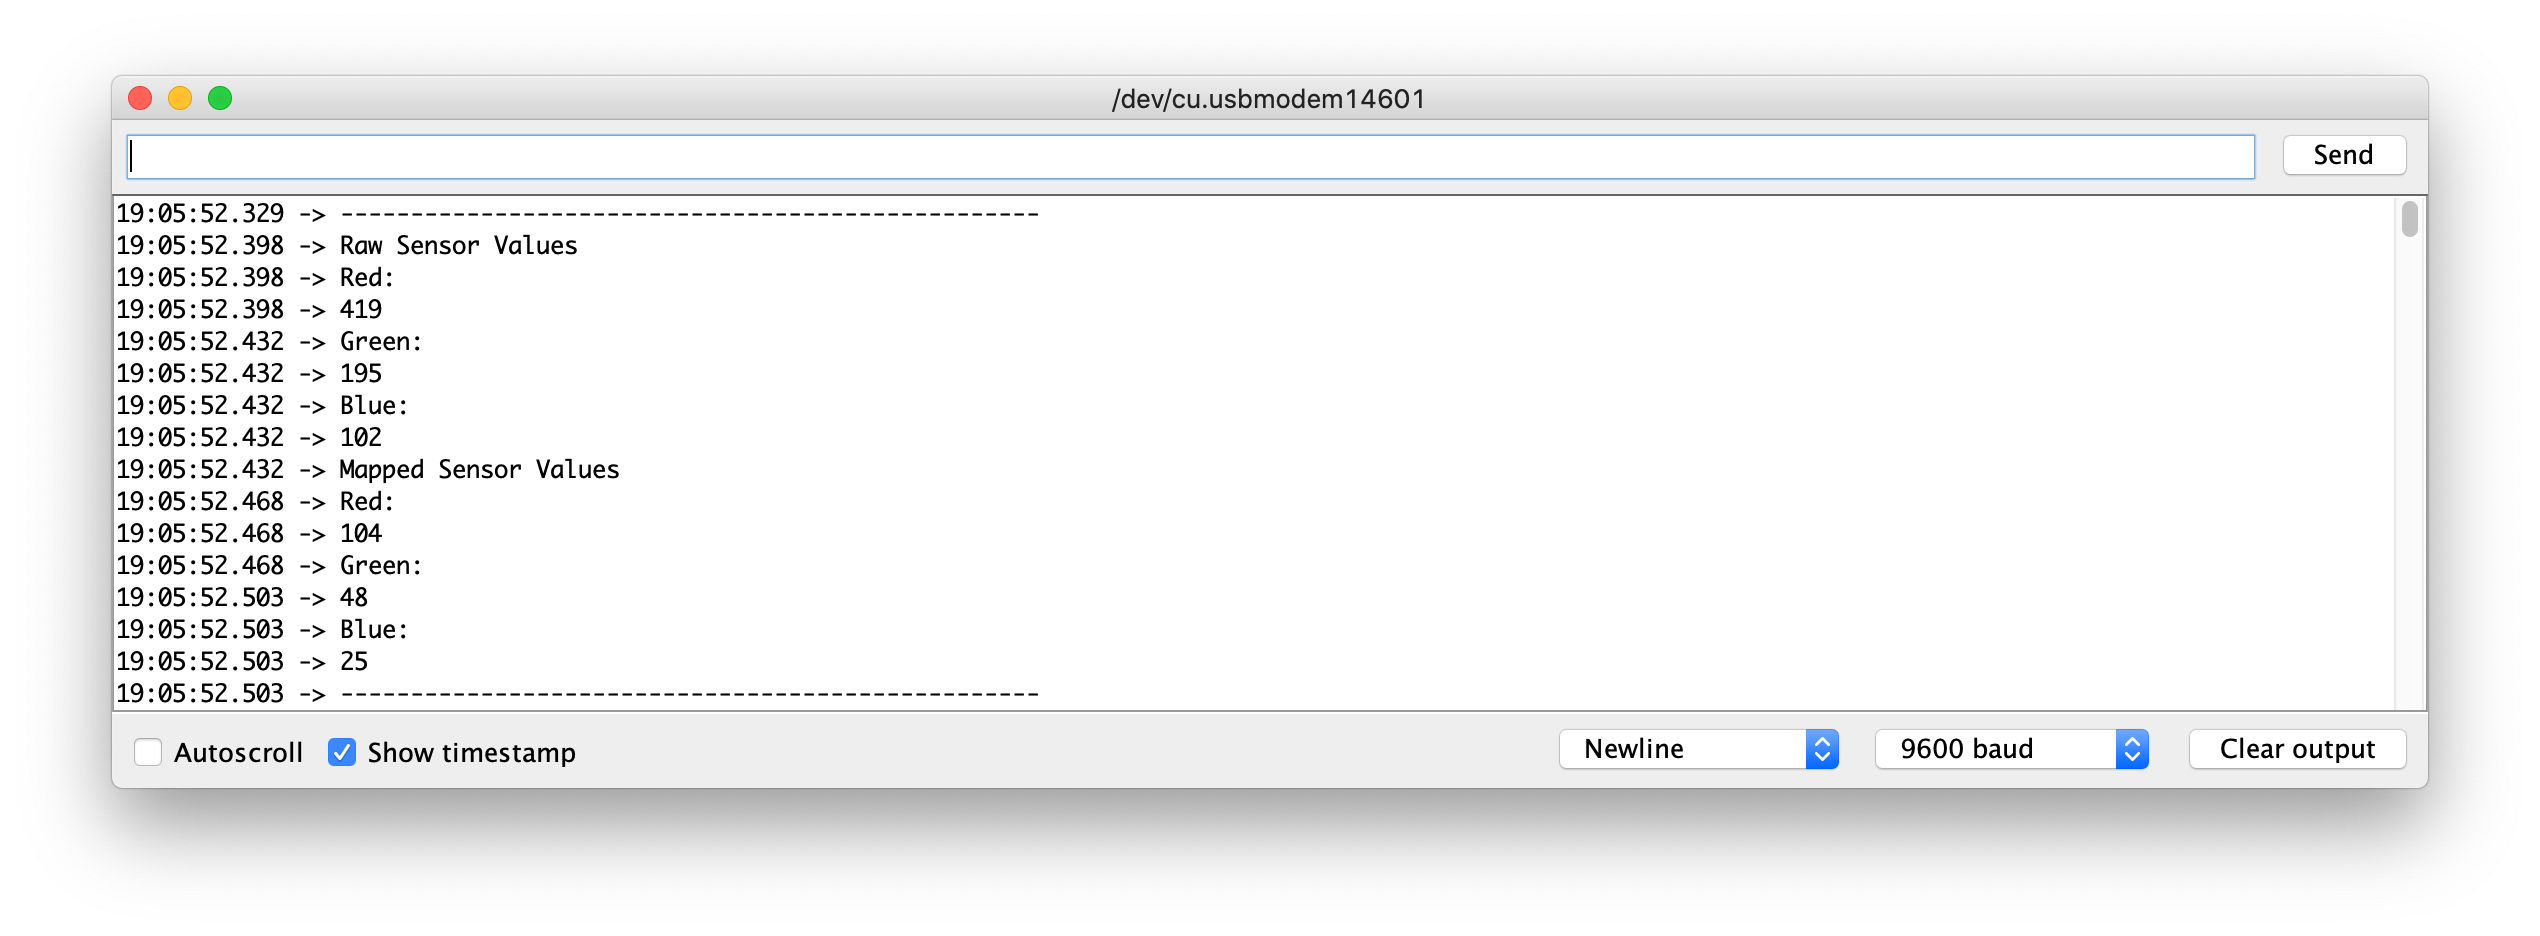 /dev/cu.usbmodem14601
Send
19:05:52.329 -> --------------------------------------------------
19:05:52.398 -> Raw Sensor Values
19:05:52.398 -> Red:
19:05:52.398 -> 419
19:05:52.432 -> Green:
19:05:52.432 -> 195
19:05:52.432 -> Blue:
19:05:52.432 -> 102
19:05:52.432 -> Mapped Sensor Values
19:05:52.468 -> Red:
19:05:52.468 -> 104
19:05:52.468 -> Green:
19:05:52.503 -> 48
19:05:52.503 -> Blue:
19:05:52.503 -> 25
19:05:52.503 -> --------------------------------------------------
Autoscroll Show timestamp Newline 9600 baud Clear output